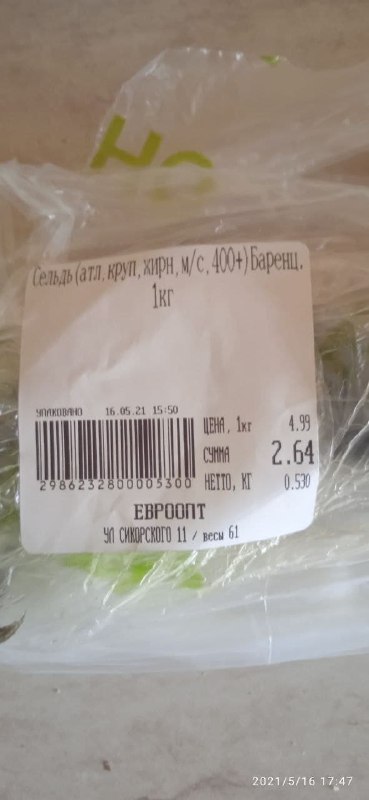 Сельдь(атл,круп,жирн,м/с,400+)Баренц.
1кг
УПАКОВАНО 16.05.21 15:50
ЦЕНА, 1кг 4.99
СУММА 2.64
НЕТТО, КГ 0.530
2986232800005300
ЕВРООПТ
УЛ СИКОРСКОГО 11 / весы 61
2021/5/16 17:47